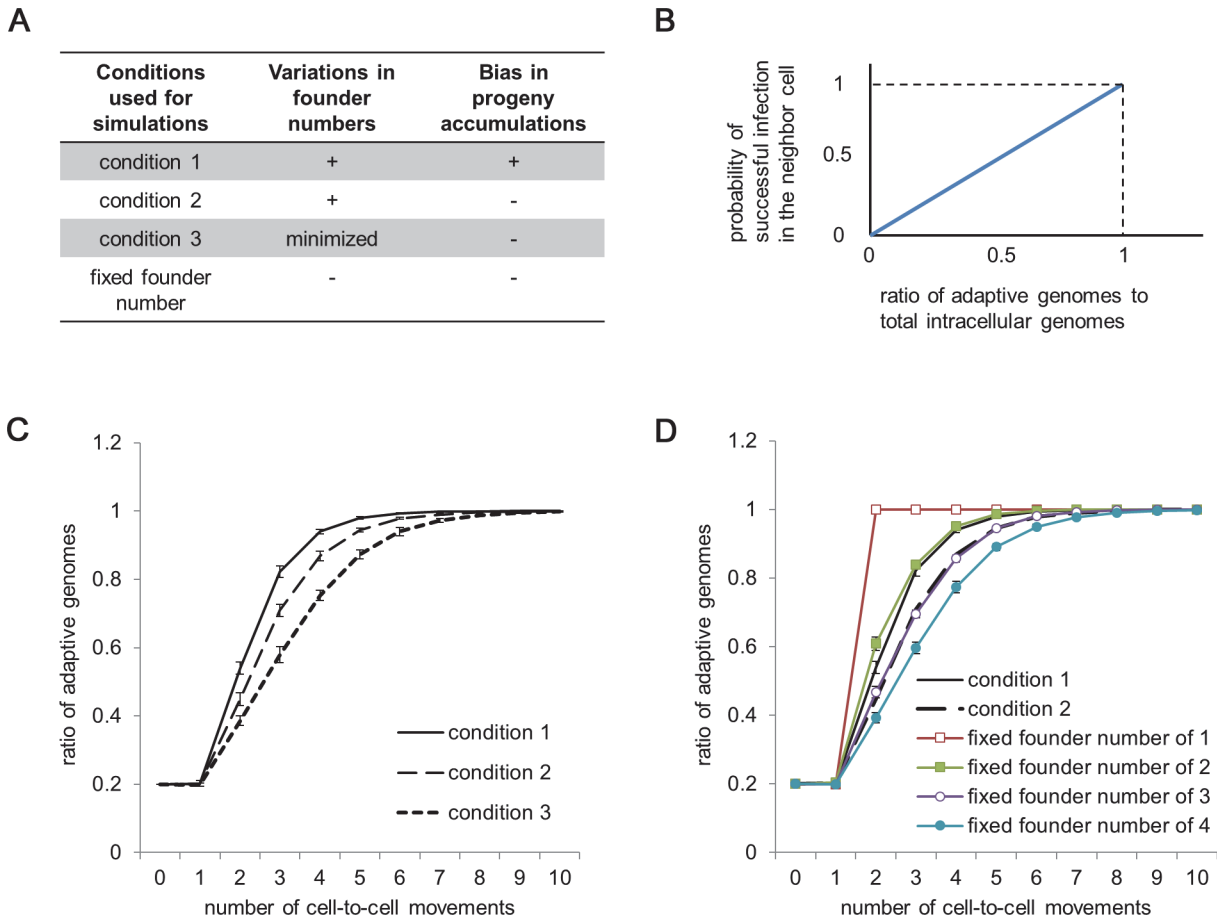 A
Conditions used for simulations
Variations in founder numbers
Bias in progeny accumulations
condition 1 + +
condition 2 + -
condition 3 minimized -
fixed founder number - -
B
probability of successful infection in the neighbor cell
1
0.5
0
0 0.5 1
ratio of adaptive genomes to
total intracellular genomes
C
ratio of adaptive genomes
1.2
1
0.8
0.6
0.4
0.2
0
condition 1
condition 2
condition 3
0 1 2 3 4 5 6 7 8 9 10
number of cell-to-cell movements
D
ratio of adaptive genomes
1.2
1
0.8
0.6
0.4
0.2
0
condition 1
condition 2
fixed founder number of 1
fixed founder number of 2
fixed founder number of 3
fixed founder number of 4
0 1 2 3 4 5 6 7 8 9 10
number of cell-to-cell movements